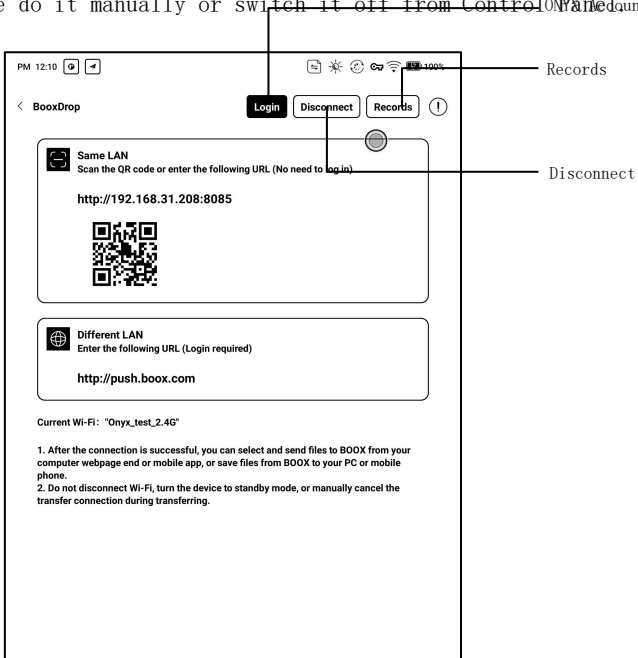 e do it manually or switch it off from Control
PM 12:10 100%
BooxDrop Login Disconnect Records
Records
Same LAN
Scan the QR code or enter the following URL (No need to log in)
Disconnect
http://192.168.31.208:8085
Different LAN
Enter the following URL (Login required)
http://push.boox.com
Current Wi-Fi: "Onyx_test_2.4G"
1. After the connection is successful, you can select and send files to BOOX from your
computer webpage end or mobile app, or save files from BOOX to your PC or mobile
phone.
2. Do not disconnect Wi-Fi, turn the device to standby mode, or manually cancel the
transfer connection during transferring.